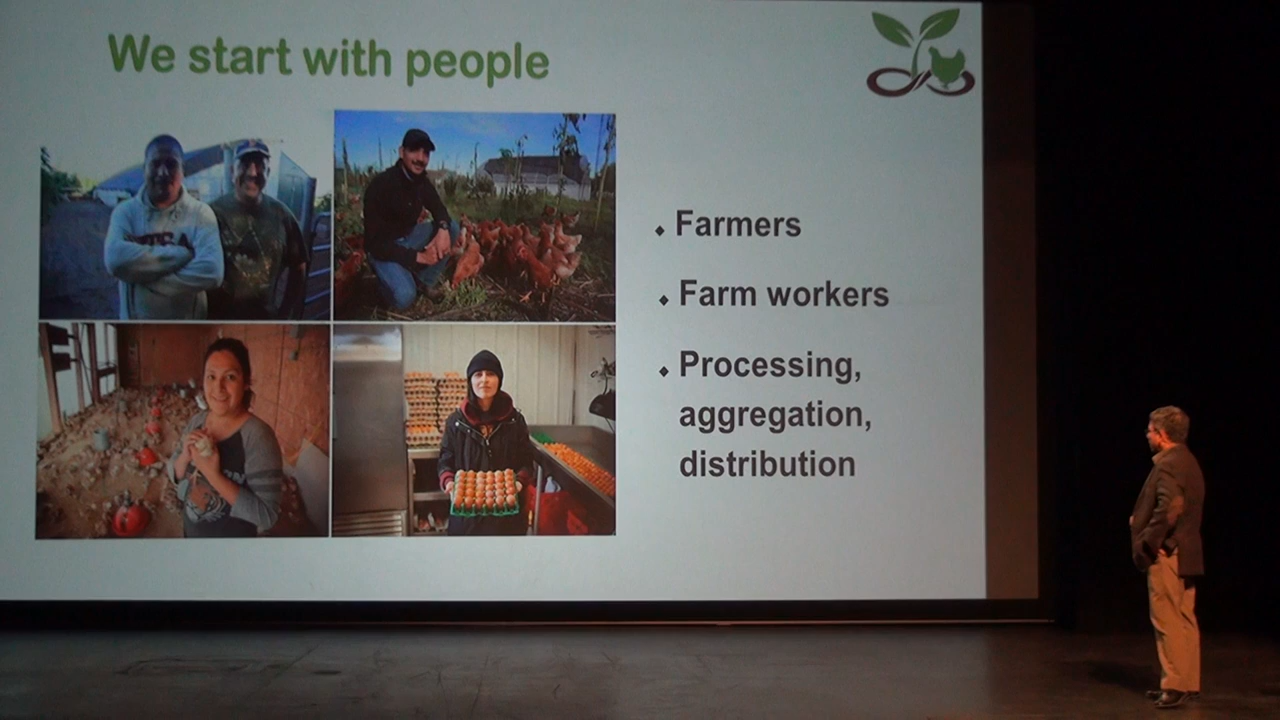 We start with people
Farmers
Farm workers
Processing,
aggregation,
distribution